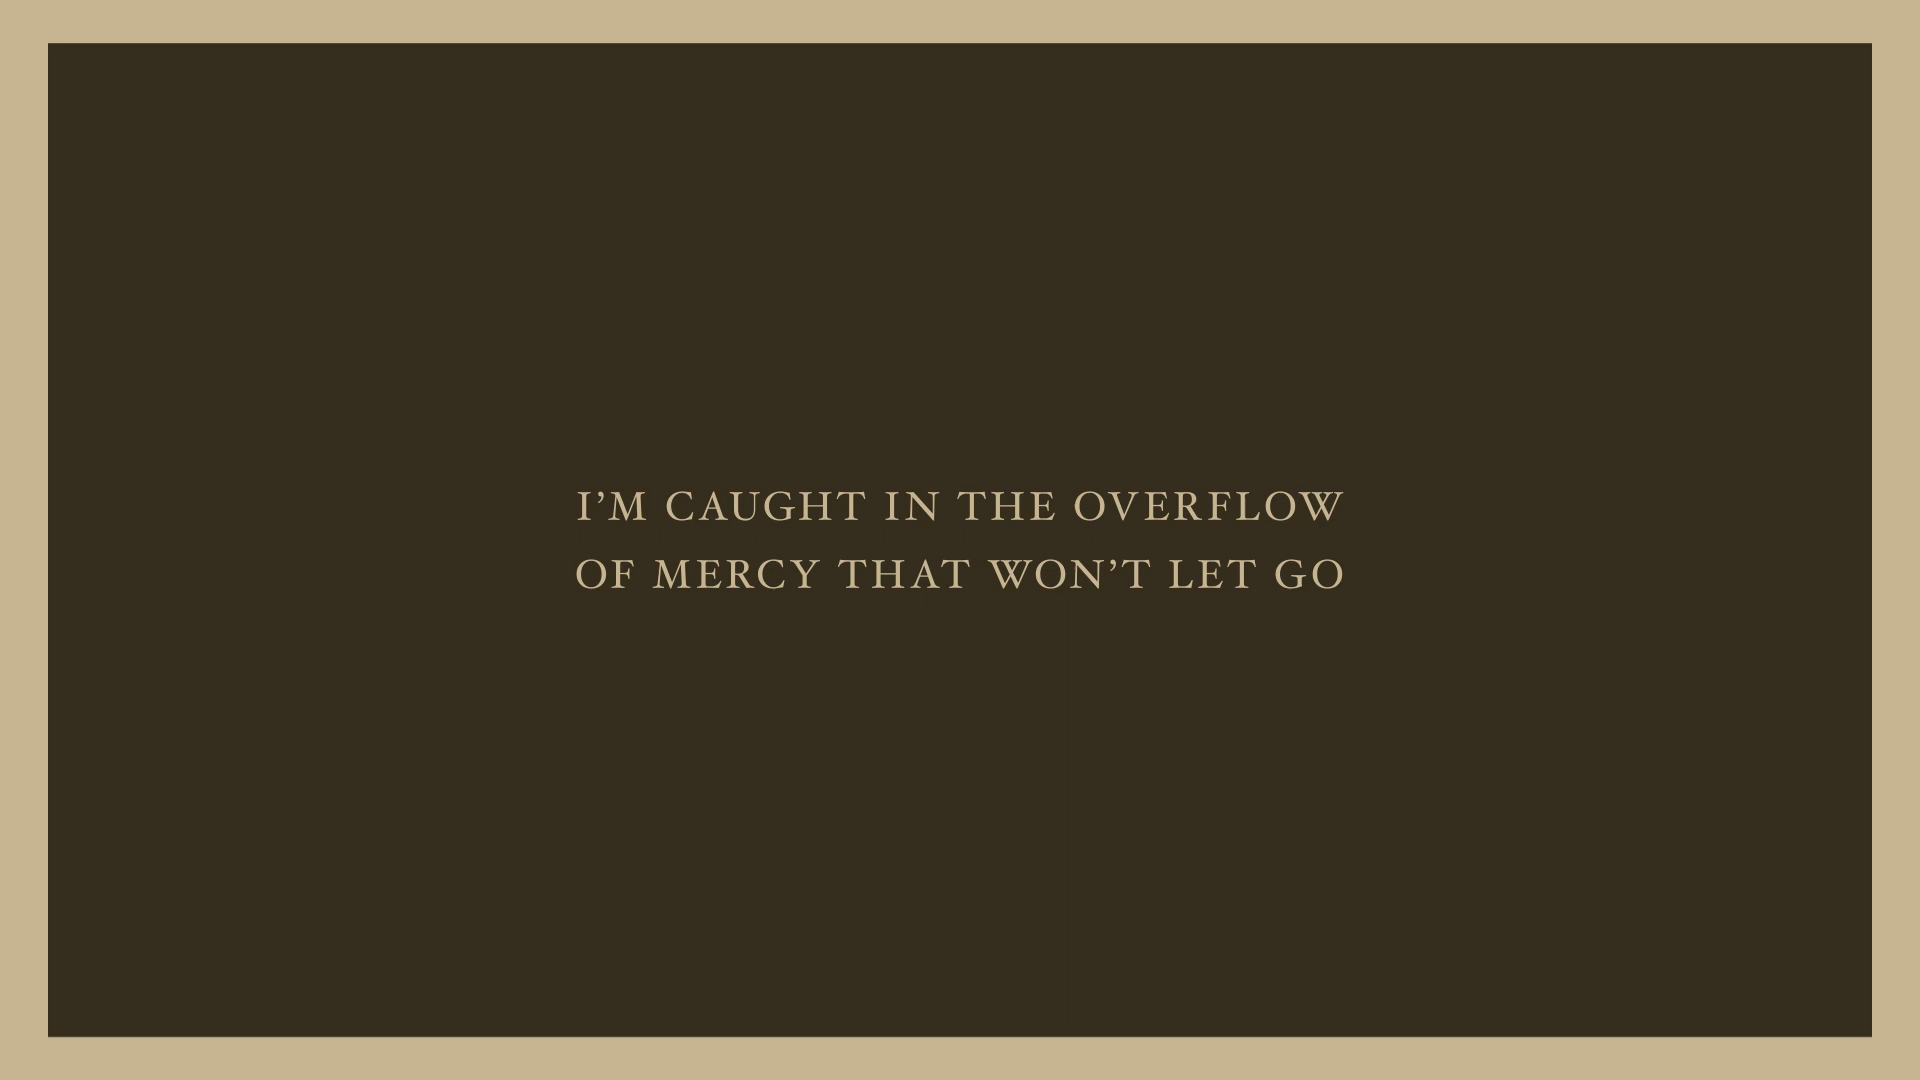 I’M CAUGHT IN THE OVERFLOW
OF MERCY THAT WON’T LET GO